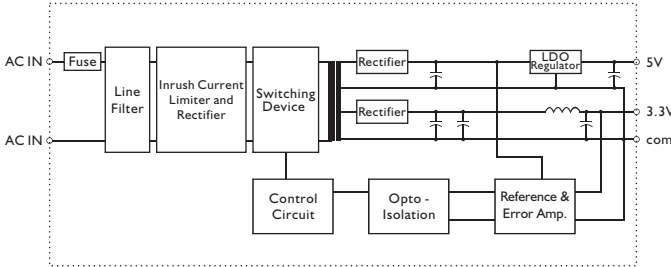 AC IN
Fuse
Line
Filter
Inrush Current
Limiter and
Rectifier
Switching
Device
Rectifier
LDO
Regulator
5V
Rectifier
3.3V
AC IN
com
Control
Circuit
Opto -
Isolation
Reference &
Error Amp.